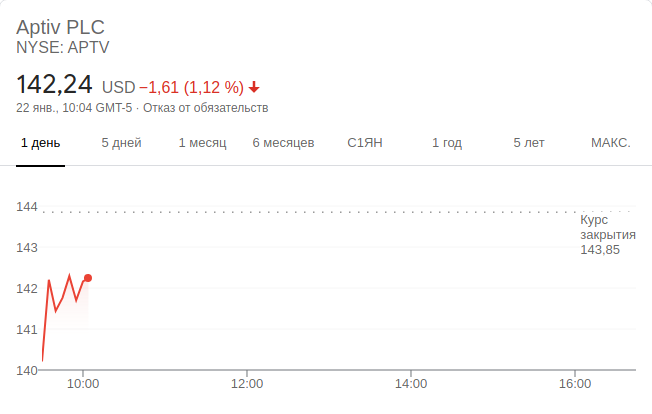 Aptiv PLC
NYSE: APTV
142,24 USD −1,61 (1,12 %)
22 янв., 10:04 GMT-5 · Отказ от обязательств
1 день 5 дней 1 месяц 6 месяцев С1ЯН 1 год 5 лет МАКС.
144
Курс
закрытия
143,85
143
142
141
140
10:00 12:00 14:00 16:00